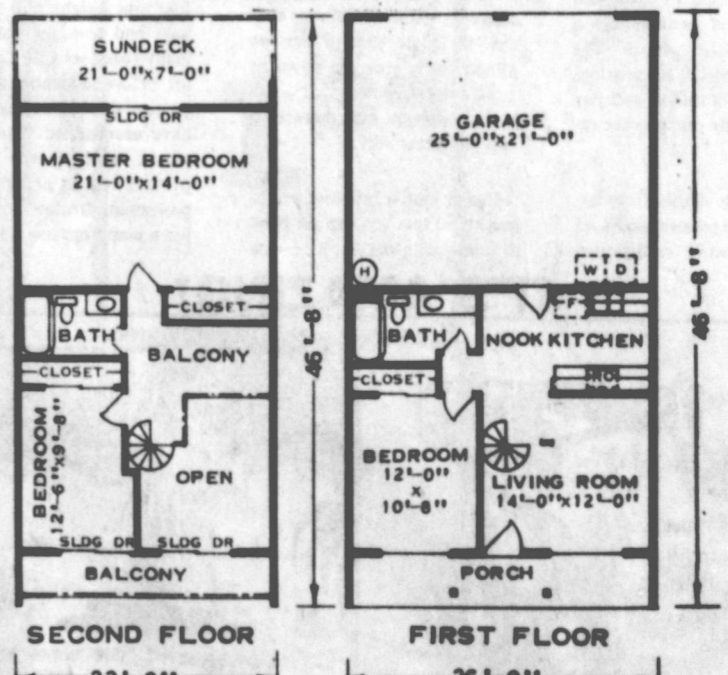 SUNDECK
21'-0"x7'-0"
SLDG DR
MASTER BEDROOM
21'-0"x14'-0"
CLOSET
BATH
BALCONY
CLOSET
BEDROOM
12'-6"x9'-8"
OPEN
SLDG DR
SLDG DR
BALCONY
SECOND FLOOR
46'-8"
GARAGE
25'-0"x21'-0"
H
W D
F
BATH
NOOK KITCHEN
CLOSET
BEDROOM
12'-0"
x
10'-8"
LIVING ROOM
14'-0"x12'-0"
PORCH
FIRST FLOOR
46'-8"